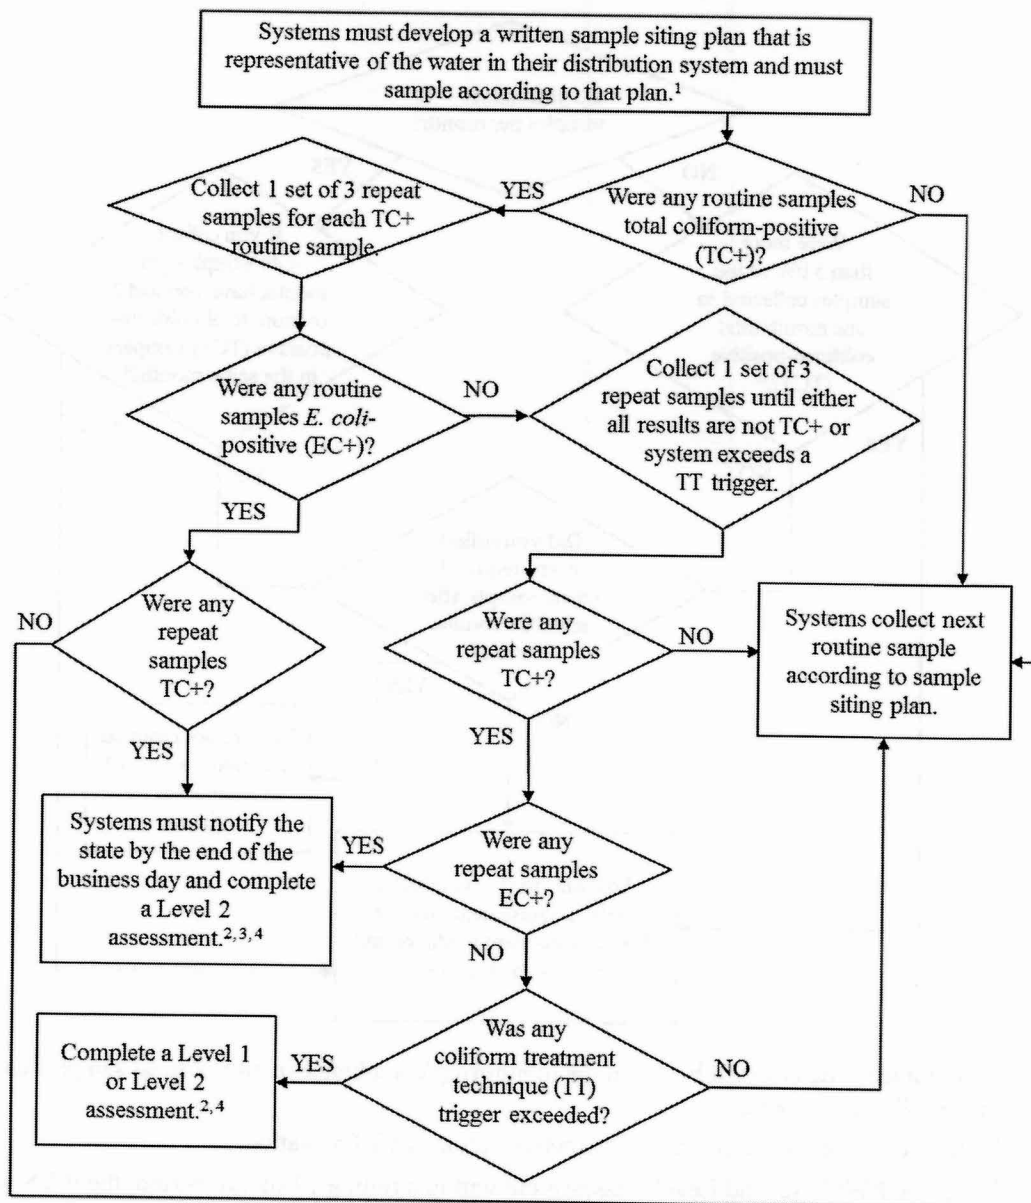 Systems must develop a written sample siting plan that is
representative of the water in their distribution system and must
sample according to that plan.¹
Collect 1 set of 3 repeat
samples for each TC+
routine sample.
YES
Were any routine samples
total coliform-positive
(TC+)?
NO
Were any routine
samples E. coli-
positive (EC+)?
NO
Collect 1 set of 3
repeat samples until either
all results are not TC+ or
system exceeds a
TT trigger.
YES
NO
Were any
repeat
samples
TC+?
Were any
repeat samples
TC+?
NO
Systems collect next
routine sample
according to sample
siting plan.
YES
YES
Systems must notify the
state by the end of the
business day and complete
a Level 2
assessment.²,³,⁴
YES
Were any
repeat samples
EC+?
NO
Complete a Level 1
or Level 2
assessment.²,⁴
YES
Was any
coliform treatment
technique (TT)
trigger exceeded?
NO